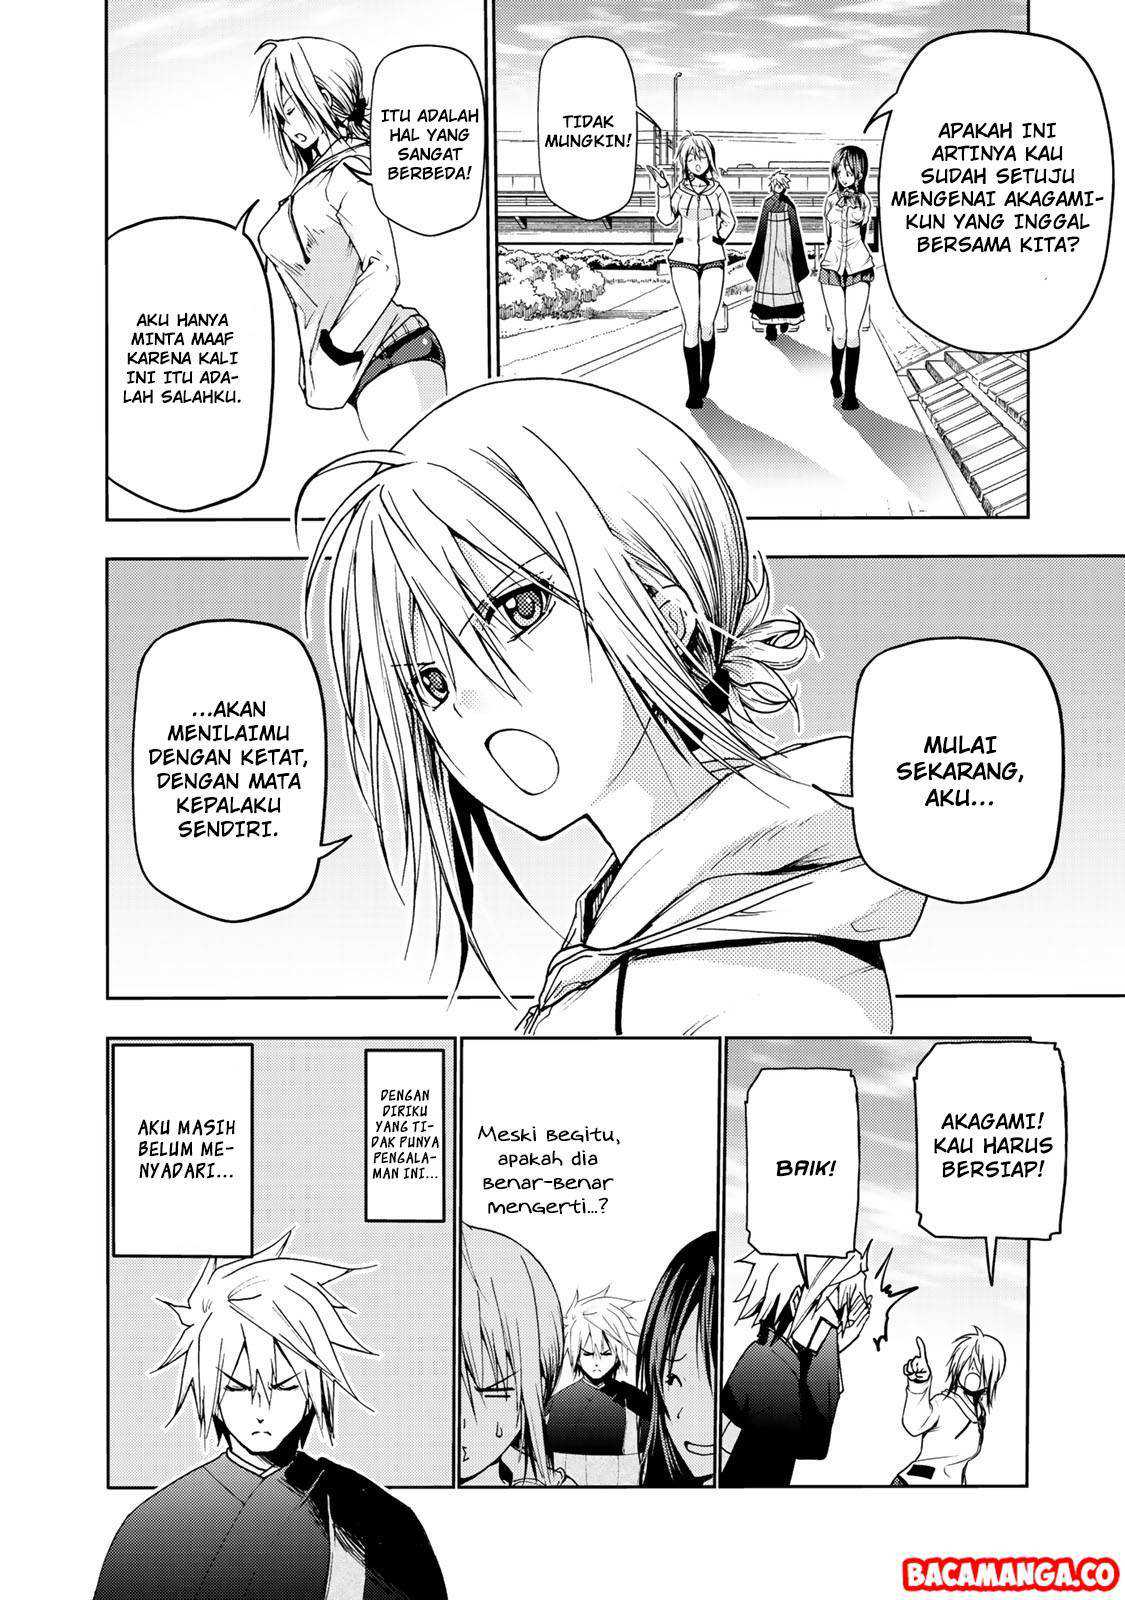 APAKAH INI
ARTINYA KAU
SUDAH SETUJU
MENGENAI AKAGAMI-
KUN YANG INGGAL
BERSAMA KITA?
TIDAK
MUNGKIN!
ITU ADALAH
HAL YANG
SANGAT
BERBEDA!
AKU HANYA
MINTA MAAF
KARENA KALI
INI ITU ADA-
LAH SALAHKU.
MULAI
SEKARANG,
AKU...
...AKAN
MENILAIMU
DENGAN KETAT,
DENGAN MATA
KEPALAKU
SENDIRI.
AKAGAMI!
KAU HARUS
BERSIAP!
BAIK!
Meski begitu,
apakah dia
benar-benar
mengerti...?
DENGAN
DIRIKU
YANG TI-
DAK PUNYA
PENGALA-
MAN INI...
AKU MASIH
BELUM ME-
NYADARI...
BACAMANGA.CO